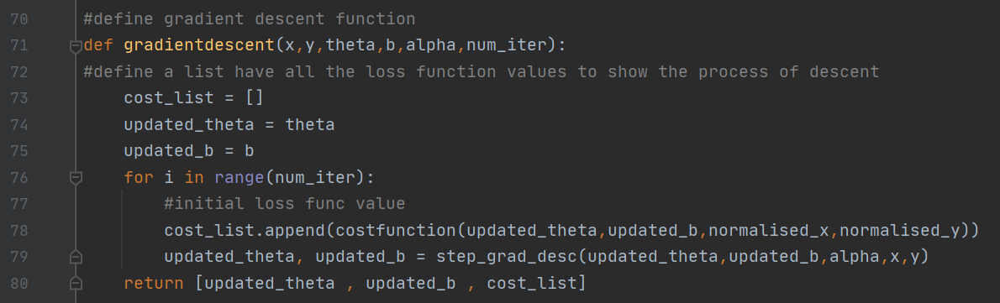 70 #define gradient descent function
71 def gradientdescent(x,y,theta,b,alpha,num_iter):
72 #define a list have all the loss function values to show the process of descent
73     cost_list = []
74     updated_theta = theta
75     updated_b = b
76     for i in range(num_iter):
77         #initial loss func value
78         cost_list.append(costfunction(updated_theta,updated_b,normalised_x,normalised_y))
79         updated_theta, updated_b = step_grad_desc(updated_theta,updated_b,alpha,x,y)
80     return [updated_theta , updated_b , cost_list]